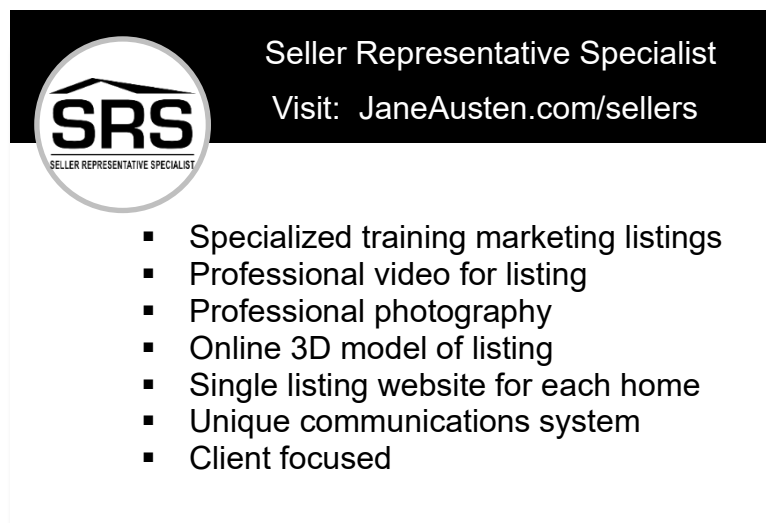 Seller Representative Specialist
Visit: JaneAusten.com/sellers
SRS
SELLER REPRESENTATIVE SPECIALIST
▪ Specialized training marketing listings
▪ Professional video for listing
▪ Professional photography
▪ Online 3D model of listing
▪ Single listing website for each home
▪ Unique communications system
▪ Client focused